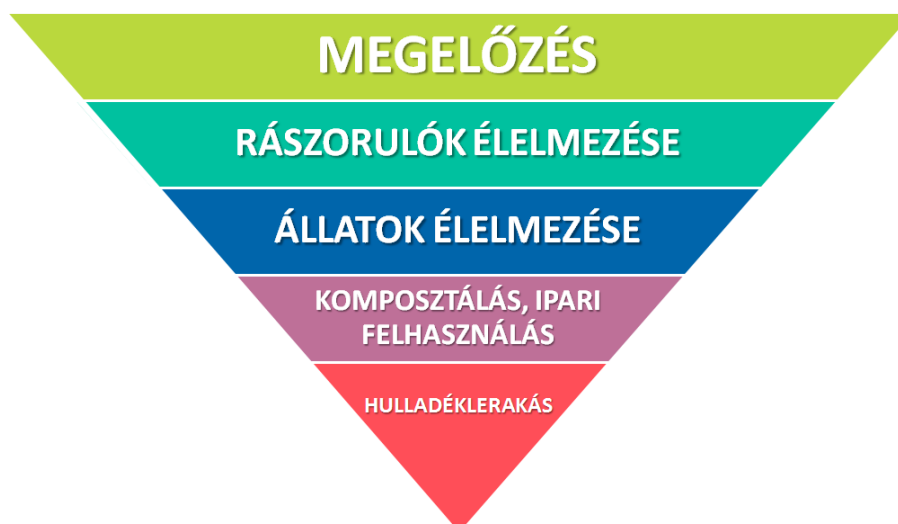 MEGELŐZÉS
RÁSZORULÓK ÉLELMEZÉSE
ÁLLATOK ÉLELMEZÉSE
KOMPOSZTÁLÁS, IPARI
FELHASZNÁLÁS
HULLADÉKLERAKÁS